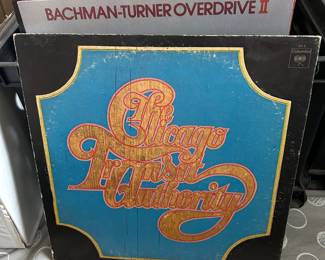 BACHMAN-TURNER OVERDRIVE II
Chicago
Transit
Authority